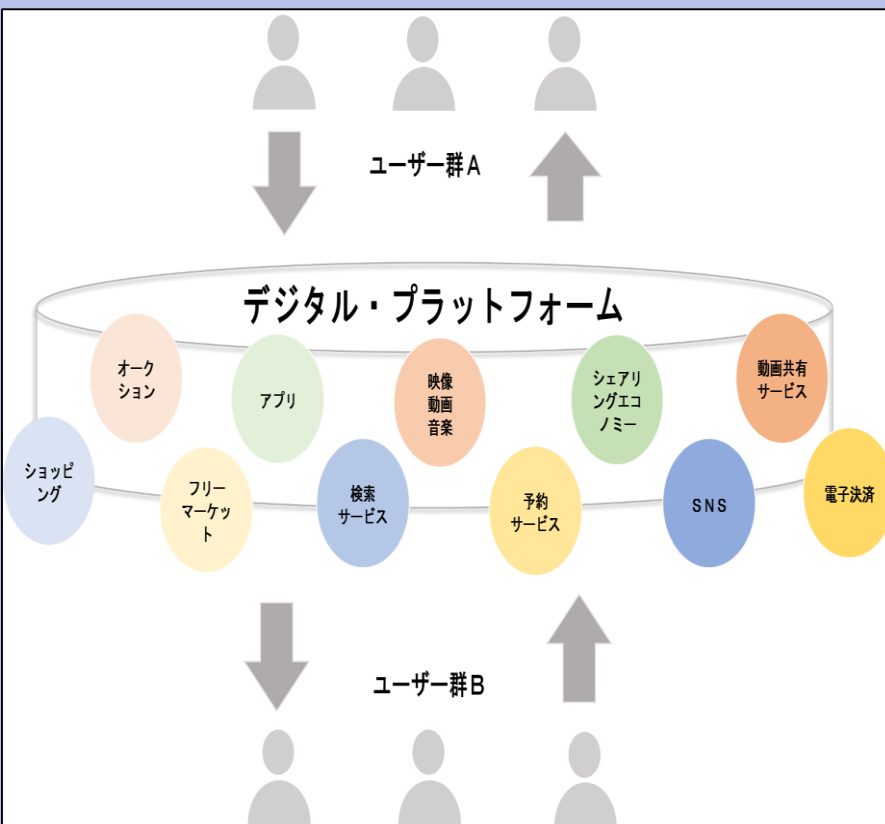 ユーザー群A
デジタル・プラットフォーム
オーク
ション
アプリ
映像
動画
音楽
シェアリ
ングエコ
ノミー
動画共有
サービス
ショッピ
ング
フリー
マーケッ
ト
検索
サービス
予約
サービス
SNS
電子決済
ユーザー群B